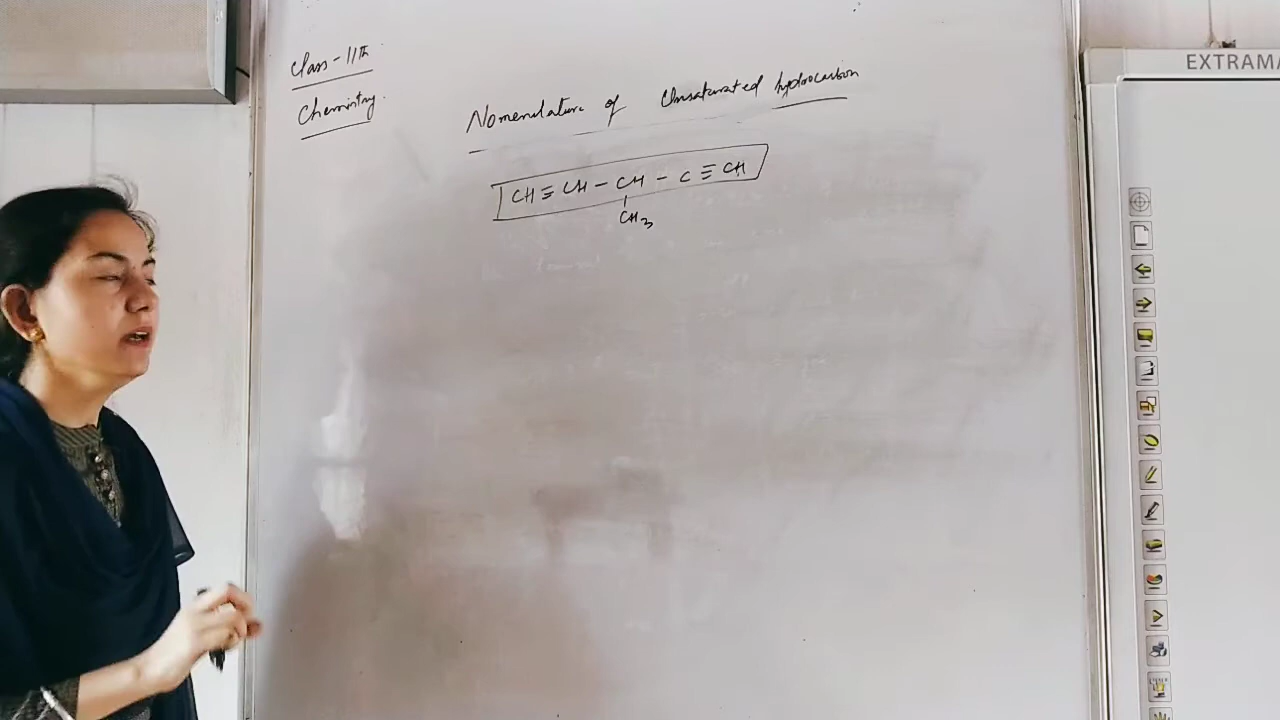 Class-11th
Chemistry.
Nomenclature of Unsaturated hydrocarbon
CH≡CH-CH-C≡CH
CH3
EXTRAMA